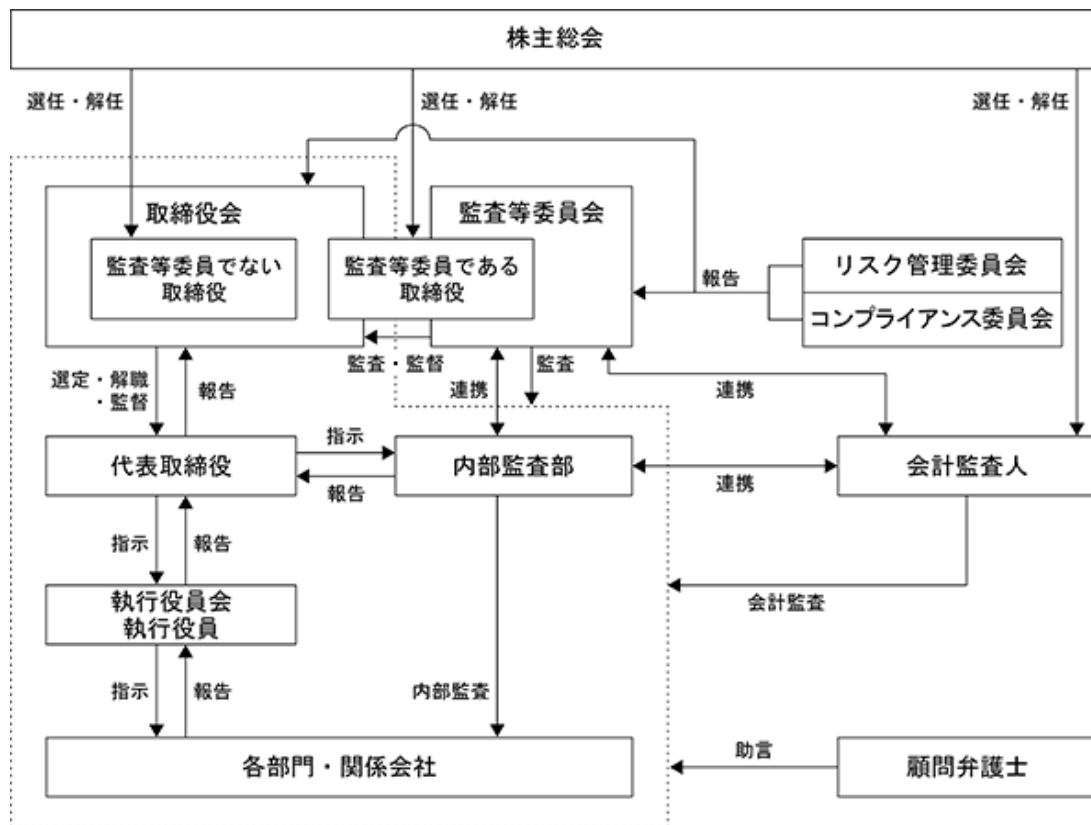 株主総会
選任・解任
選任・解任
選任・解任
取締役会
監査等委員会
監査等委員でない
取締役
監査等委員である
取締役
報告
リスク管理委員会
コンプライアンス委員会
監査・監督
監査
選定・解職
・監督
報告
連携
連携
代表取締役
指示
報告
内部監査部
連携
会計監査人
指示
報告
会計監査
執行役員会
執行役員
指示
報告
内部監査
各部門・関係会社
助言
顧問弁護士